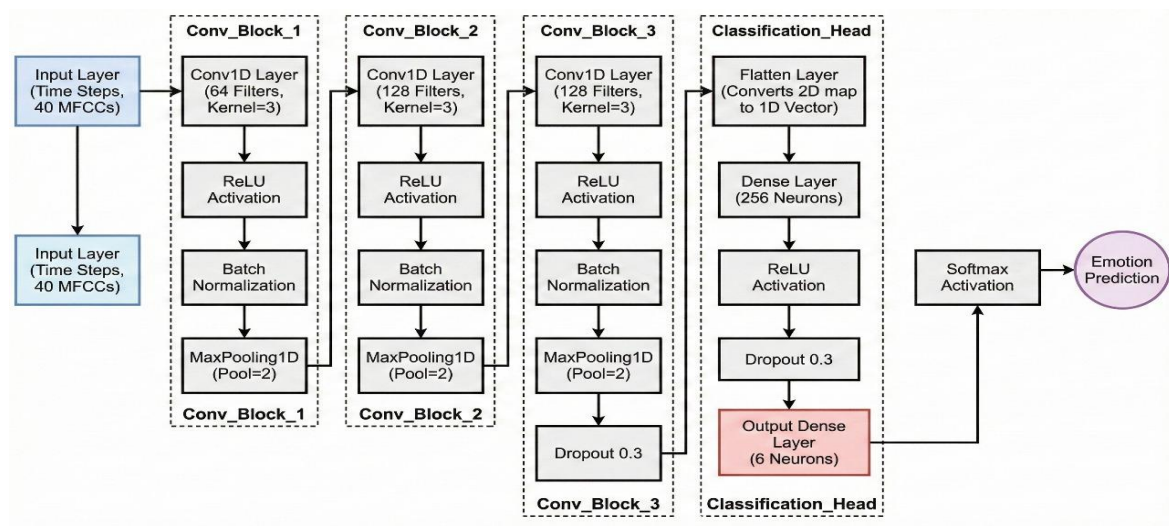 Conv_Block_1
Conv_Block_2
Conv_Block_3
Classification_Head
Input Layer
(Time Steps,
40 MFCCs)
Input Layer
(Time Steps,
40 MFCCs)
Conv1D Layer
(64 Filters,
Kernel=3)
ReLU
Activation
Batch
Normalization
MaxPooling1D
(Pool=2)
Conv_Block_1
Conv1D Layer
(128 Filters,
Kernel=3)
ReLU
Activation
Batch
Normalization
MaxPooling1D
(Pool=2)
Conv_Block_2
Conv1D Layer
(128 Filters,
Kernel=3)
ReLU
Activation
Batch
Normalization
MaxPooling1D
(Pool=2)
Dropout 0.3
Conv_Block_3
Flatten Layer
(Converts 2D map
to 1D Vector)
Dense Layer
(256 Neurons)
ReLU
Activation
Dropout 0.3
Output Dense
Layer
(6 Neurons)
Classification_Head
Softmax
Activation
Emotion
Prediction